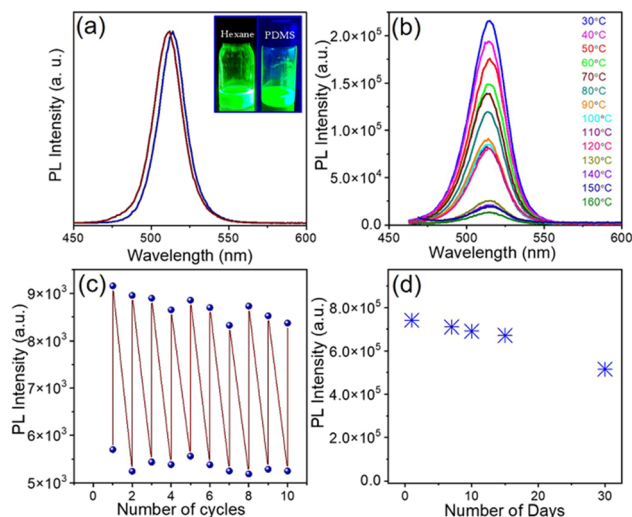 (a)
Hexane PDMS
PL Intensity (a. u.)
450 500 550 600
Wavelength (nm)
(b)
PL Intensity (a.u.)
2.0×10⁵
1.5×10⁵
1.0×10⁵
5.0×10⁴
0.0
450 500 550 600
Wavelength (nm)
30°C
40°C
50°C
60°C
70°C
80°C
90°C
100°C
110°C
120°C
130°C
140°C
150°C
160°C
(c)
PL Intensity (a.u.)
9×10³
8×10³
7×10³
6×10³
5×10³
0 2 4 6 8 10
Number of cycles
(d)
PL Intensity (a.u.)
8.0×10⁵
6.0×10⁵
4.0×10⁵
2.0×10⁵
0.0
0 10 20 30
Number of Days